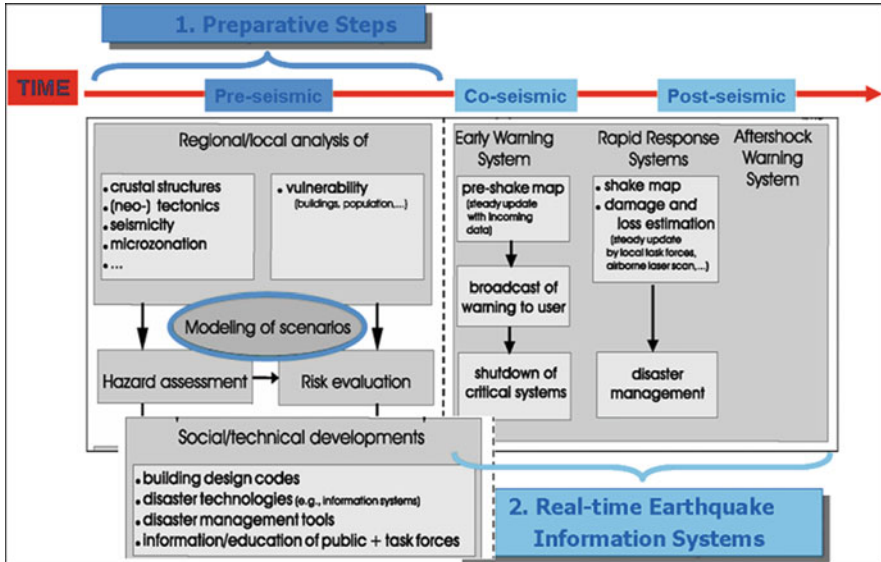 1. Preparative Steps
TIME
Pre-seismic
Co-seismic
Post-seismic
Regional/local analysis of
• crustal structures
• (neo-) tectonics
• seismicity
• microzonation
• ...
• vulnerability
(buildings, population,...)
Modeling of scenarios
Hazard assessment
Risk evaluation
Social/technical developments
• building design codes
• disaster technologies (e.g., information systems)
• disaster management tools
• information/education of public + task forces
Early Warning
System
pre-shake map
(steady update
with incoming
data)
broadcast of
warning to user
shutdown of
critical systems
Rapid Response
Systems
• shake map
• damage and
loss estimation
(steady update
by local task forces,
airborne laser scan,...)
disaster
management
Aftershock
Warning
System
2. Real-time Earthquake
Information Systems